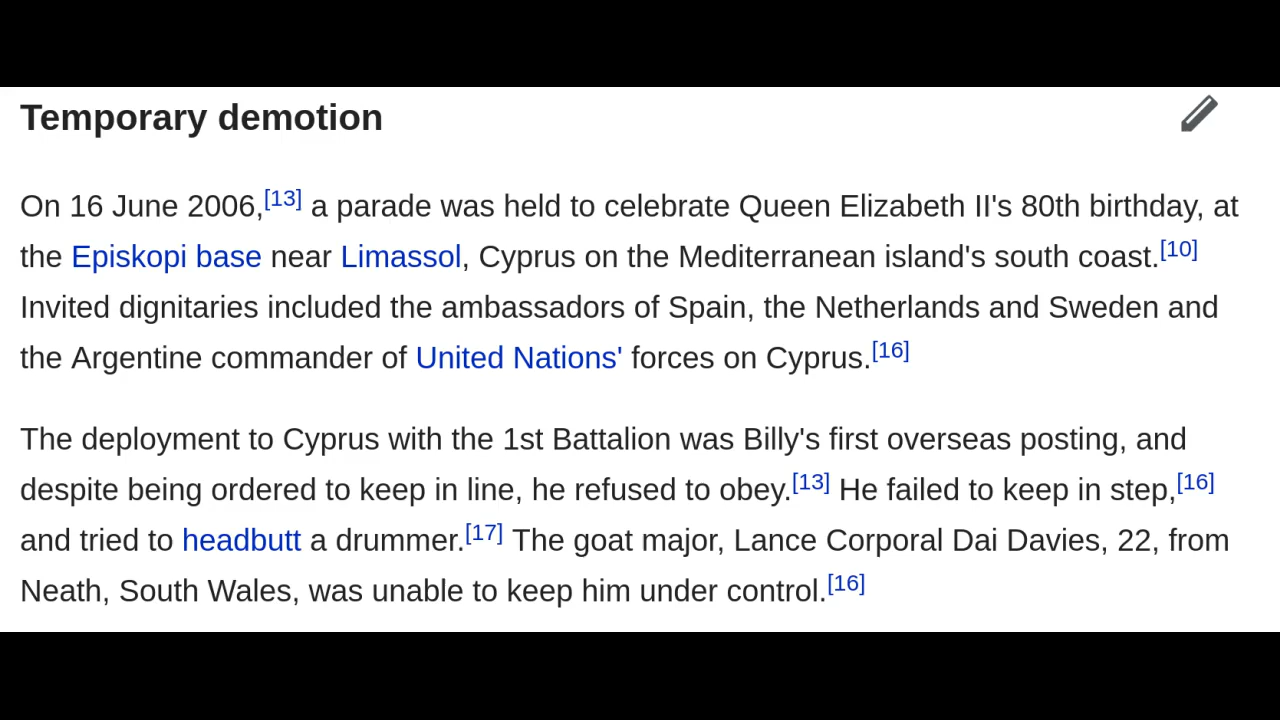 Temporary demotion
On 16 June 2006,[13] a parade was held to celebrate Queen Elizabeth II's 80th birthday, at
the Episkopi base near Limassol, Cyprus on the Mediterranean island's south coast.[10]
Invited dignitaries included the ambassadors of Spain, the Netherlands and Sweden and
the Argentine commander of United Nations' forces on Cyprus.[16]
The deployment to Cyprus with the 1st Battalion was Billy's first overseas posting, and
despite being ordered to keep in line, he refused to obey.[13] He failed to keep in step,[16]
and tried to headbutt a drummer.[17] The goat major, Lance Corporal Dai Davies, 22, from
Neath, South Wales, was unable to keep him under control.[16]